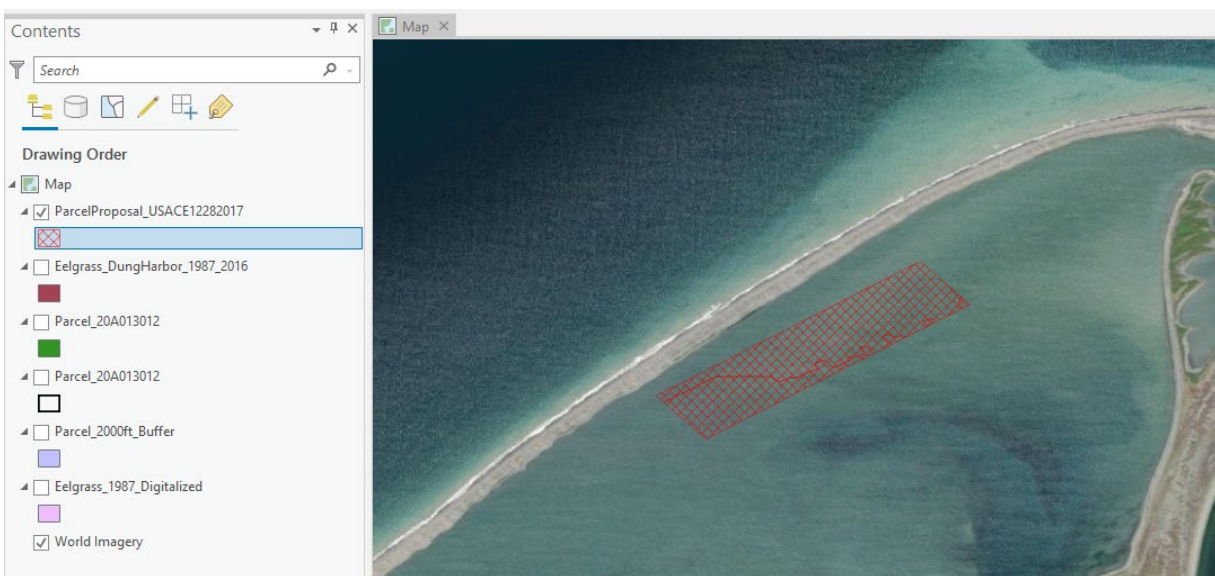 Contents
Map
Search
Drawing Order
Map
ParcelProposal_USACE12282017
Eelgrass_DungHarbor_1987_2016
Parcel_20A013012
Parcel_20A013012
Parcel_2000ft_Buffer
Eelgrass_1987_Digitalized
World Imagery